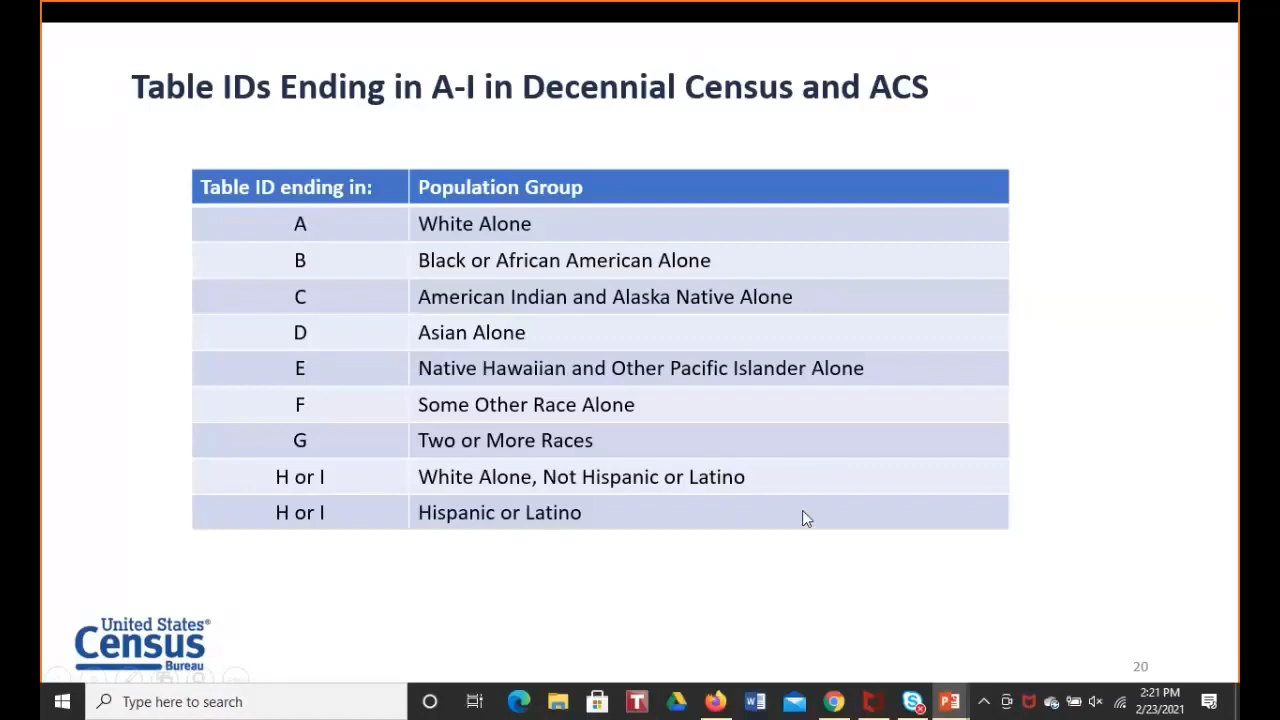 Table IDs Ending in A-I in Decennial Census and ACS
Table ID ending in: Population Group
A White Alone
B Black or African American Alone
C American Indian and Alaska Native Alone
D Asian Alone
E Native Hawaiian and Other Pacific Islander Alone
F Some Other Race Alone
G Two or More Races
H or I White Alone, Not Hispanic or Latino
H or I Hispanic or Latino
United States®
Census
Bureau
20
Type here to search
2:21 PM
2/23/2021